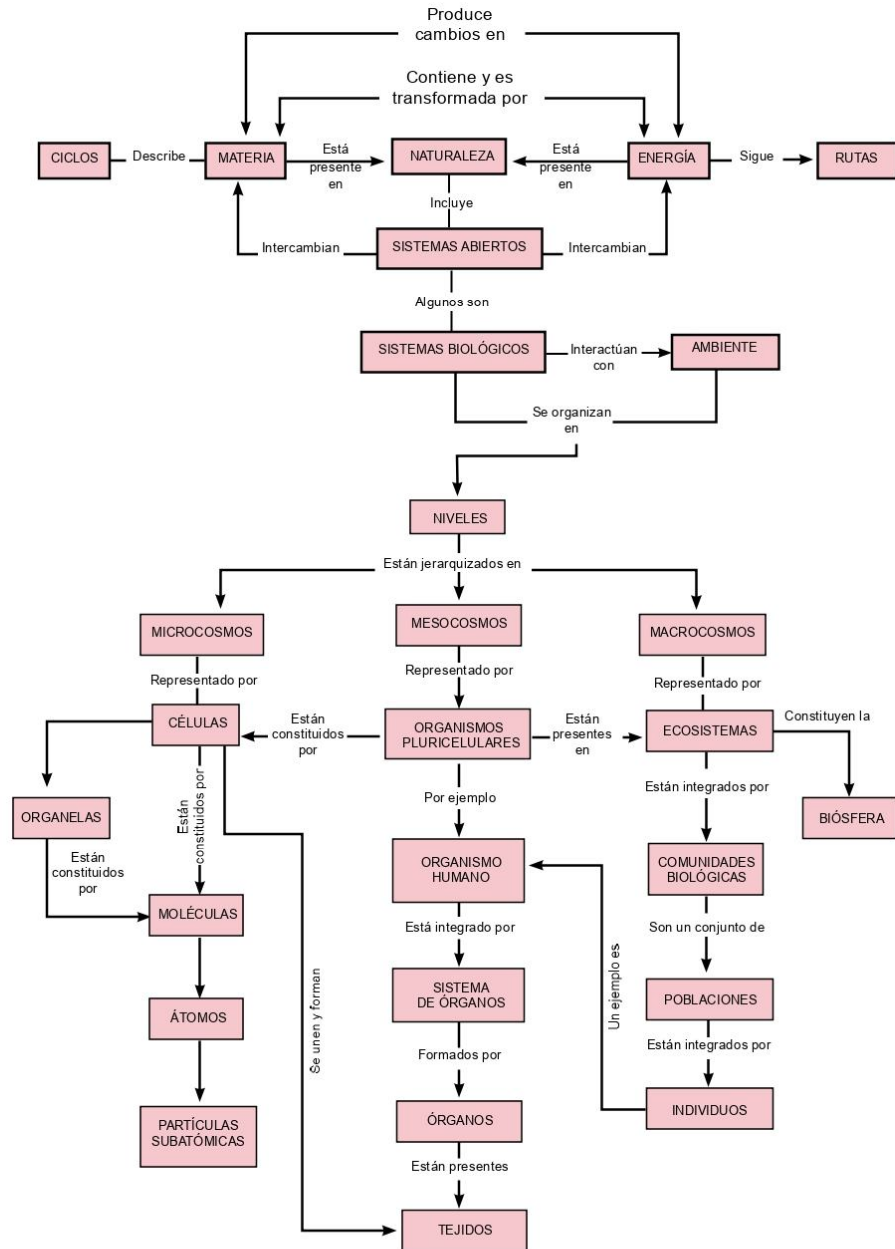 Produce
cambios en
Contiene y es
transformada por
CICLOS
Describe
MATERIA
Está
presente
en
NATURALEZA
Está
presente
en
ENERGÍA
Sigue
RUTAS
Incluye
Intercambian
SISTEMAS ABIERTOS
Intercambian
Algunos son
SISTEMAS BIOLÓGICOS
Interactúan
con
AMBIENTE
Se organizan
en
NIVELES
Están jerarquizados en
MICROCOSMOS
MESOCOSMOS
MACROCOSMOS
Representado por
Representado por
Representado por
CÉLULAS
Están
constituidos
por
ORGANISMOS
PLURICELULARES
Están
presentes
en
ECOSISTEMAS
Constituyen la
ORGANELAS
Están
constituidos por
Por ejemplo
Están integrados por
BIÓSFERA
Están
constituidos
por
ORGANISMO
HUMANO
COMUNIDADES
BIOLÓGICAS
MOLÉCULAS
Está integrado por
Son un conjunto de
Se unen y forman
SISTEMA
DE ÓRGANOS
Un ejemplo es
POBLACIONES
ÁTOMOS
Formados por
Están integrados por
PARTÍCULAS
SUBATÓMICAS
ÓRGANOS
INDIVIDUOS
Están presentes
TEJIDOS